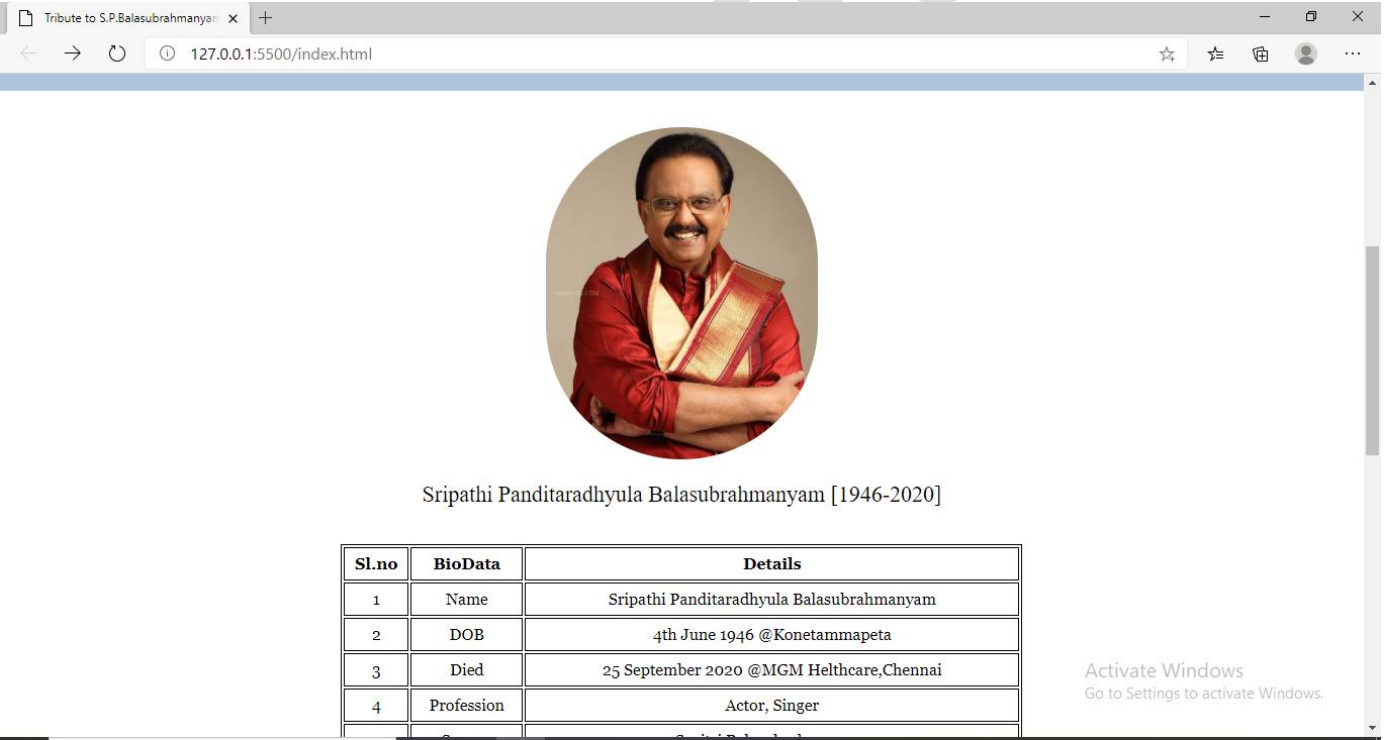 Tribute to S.P.Balasubrahmanyan
127.0.0.1:5500/index.html
Sripathi Panditaradhyula Balasubrahmanyam [1946-2020]
Sl.no BioData Details
1 Name Sripathi Panditaradhyula Balasubrahmanyam
2 DOB 4th June 1946 @Konetammapeta
3 Died 25 September 2020 @MGM Helthcare,Chennai
4 Profession Actor, Singer
Activate Windows
Go to Settings to activate Windows.